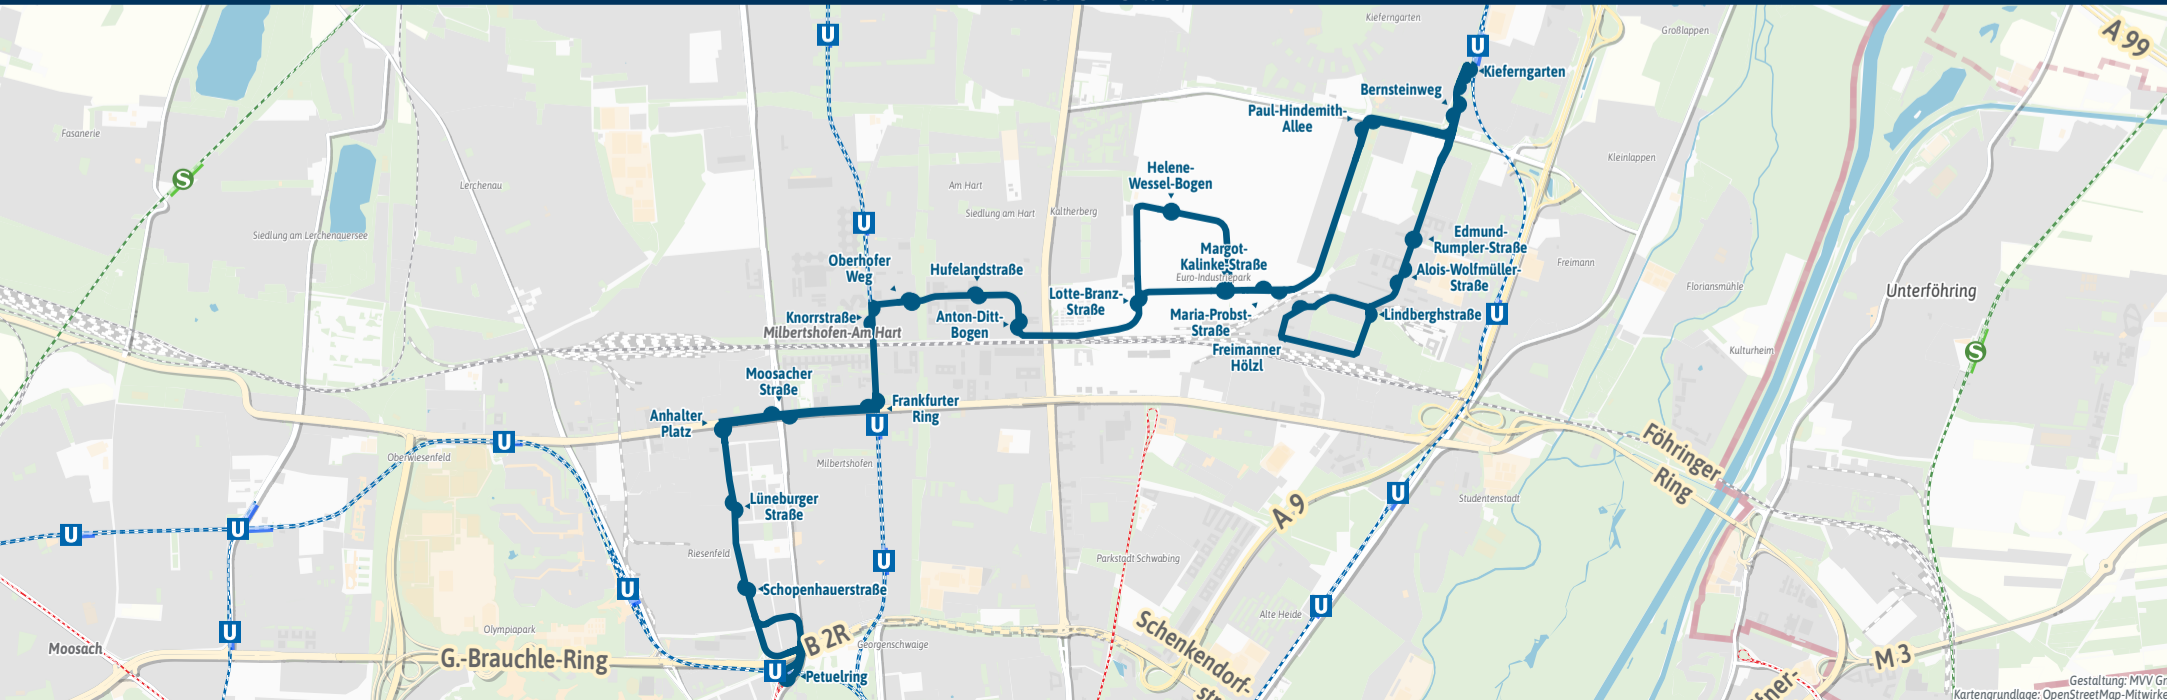 U
U
Kieferngarten
Großlappen
A 99
Kieferngarten
Bernsteinweg
Paul-Hindemith-
Allee
Fasanerie
S
Kleinlappen
Helene-
Wessel-Bogen
Lerchenau
Am Hart
Siedlung am Hart
Kaltherberg
U
Siedlung am Lerchenauersee
Edmund-
Rumpler-Straße
Margot-
Kalinke-Straße
Euro-Industriepark
Oberhofer
Weg
Hufelandstraße
Freimann
Alois-Wolfmüller-
Straße
Floriansmühle
Unterföhring
Lotte-Branz-
Straße
Knorrstraße
Anton-Ditt-
Bogen
Maria-Probst-
Straße
Lindberghstraße
U
Milbertshofen-Am Hart
Freimanner
Hölzl
Kulturheim
S
Moosacher
Straße
Anhalter
Platz
Frankfurter
Ring
U
U
Oberwiesenfeld
Milbertshofen
Föhringer
Ring
U
Studentenstadt
Lüneburger
Straße
A 9
U
U
Riesenfeld
Parkstadt Schwabing
U
U
Schopenhauerstraße
U
Alte Heide
Olympiapark
U
B 2R
Georgenschwaige
Schenkendorf-
str
Moosach
G.-Brauchle-Ring
M 3
U
Petuelring
fner-
Gestaltung: MVV Gm
Kartengrundlage: OpenStreetMap-Mitwirke